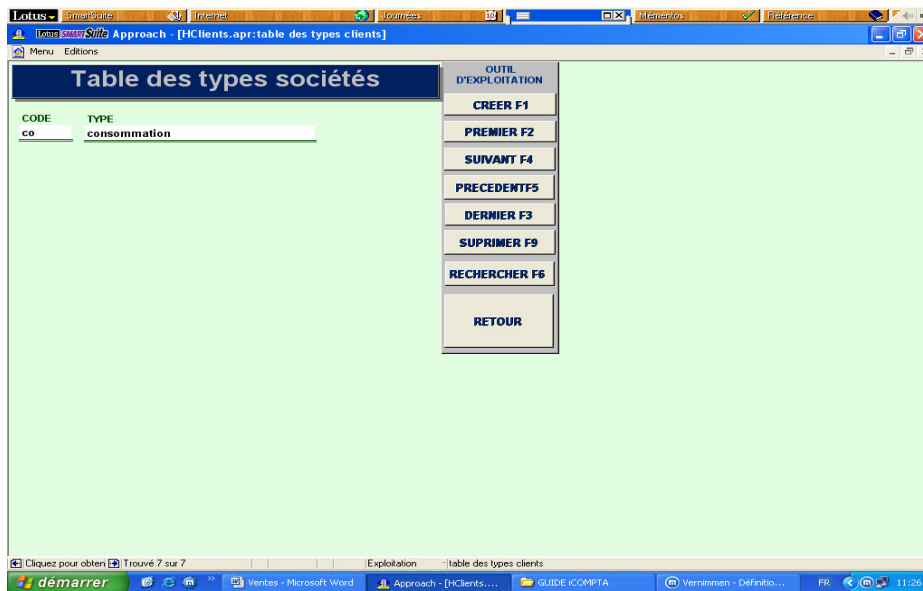 Lotus SmartSuite Internet Journées Mémentos Référence
Lotus SMARTSuite Approach - [HClients.apr:table des types clients]
Menu Editions
Table des types sociétés
OUTIL
D'EXPLOITATION
CREER F1
CODE TYPE
co consommation
PREMIER F2
SUIVANT F4
PRECEDENTF5
DERNIER F3
SUPRIMER F9
RECHERCHER F6
RETOUR
Cliquez pour obten Trouvé 7 sur 7 Exploitation table des types clients
démarrer Ventes - Microsoft Word Approach - [HClients.... GUIDE iCOMPTA Vernimmen - Définitio... FR 11:26